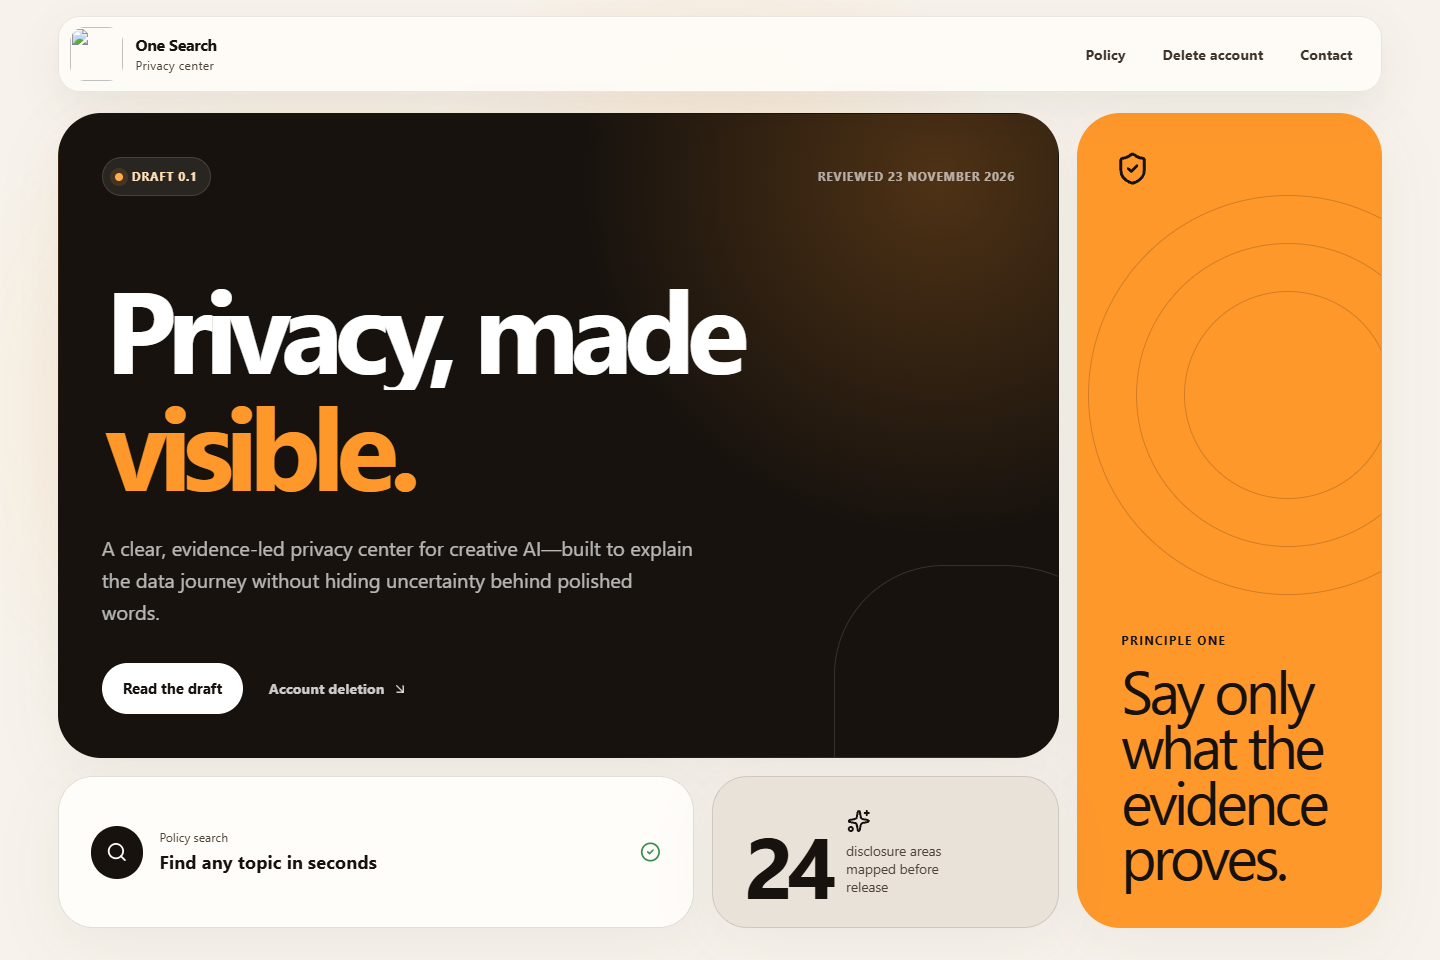 One Search
Privacy center
Policy
Delete account
Contact
DRAFT 0.1
REVIEWED 23 NOVEMBER 2026
Privacy, made
visible.
A clear, evidence-led privacy center for creative AI—built to explain
the data journey without hiding uncertainty behind polished
words.
Read the draft
Account deletion
PRINCIPLE ONE
Say only
what the
evidence
proves.
Policy search
Find any topic in seconds
24
disclosure areas
mapped before
release